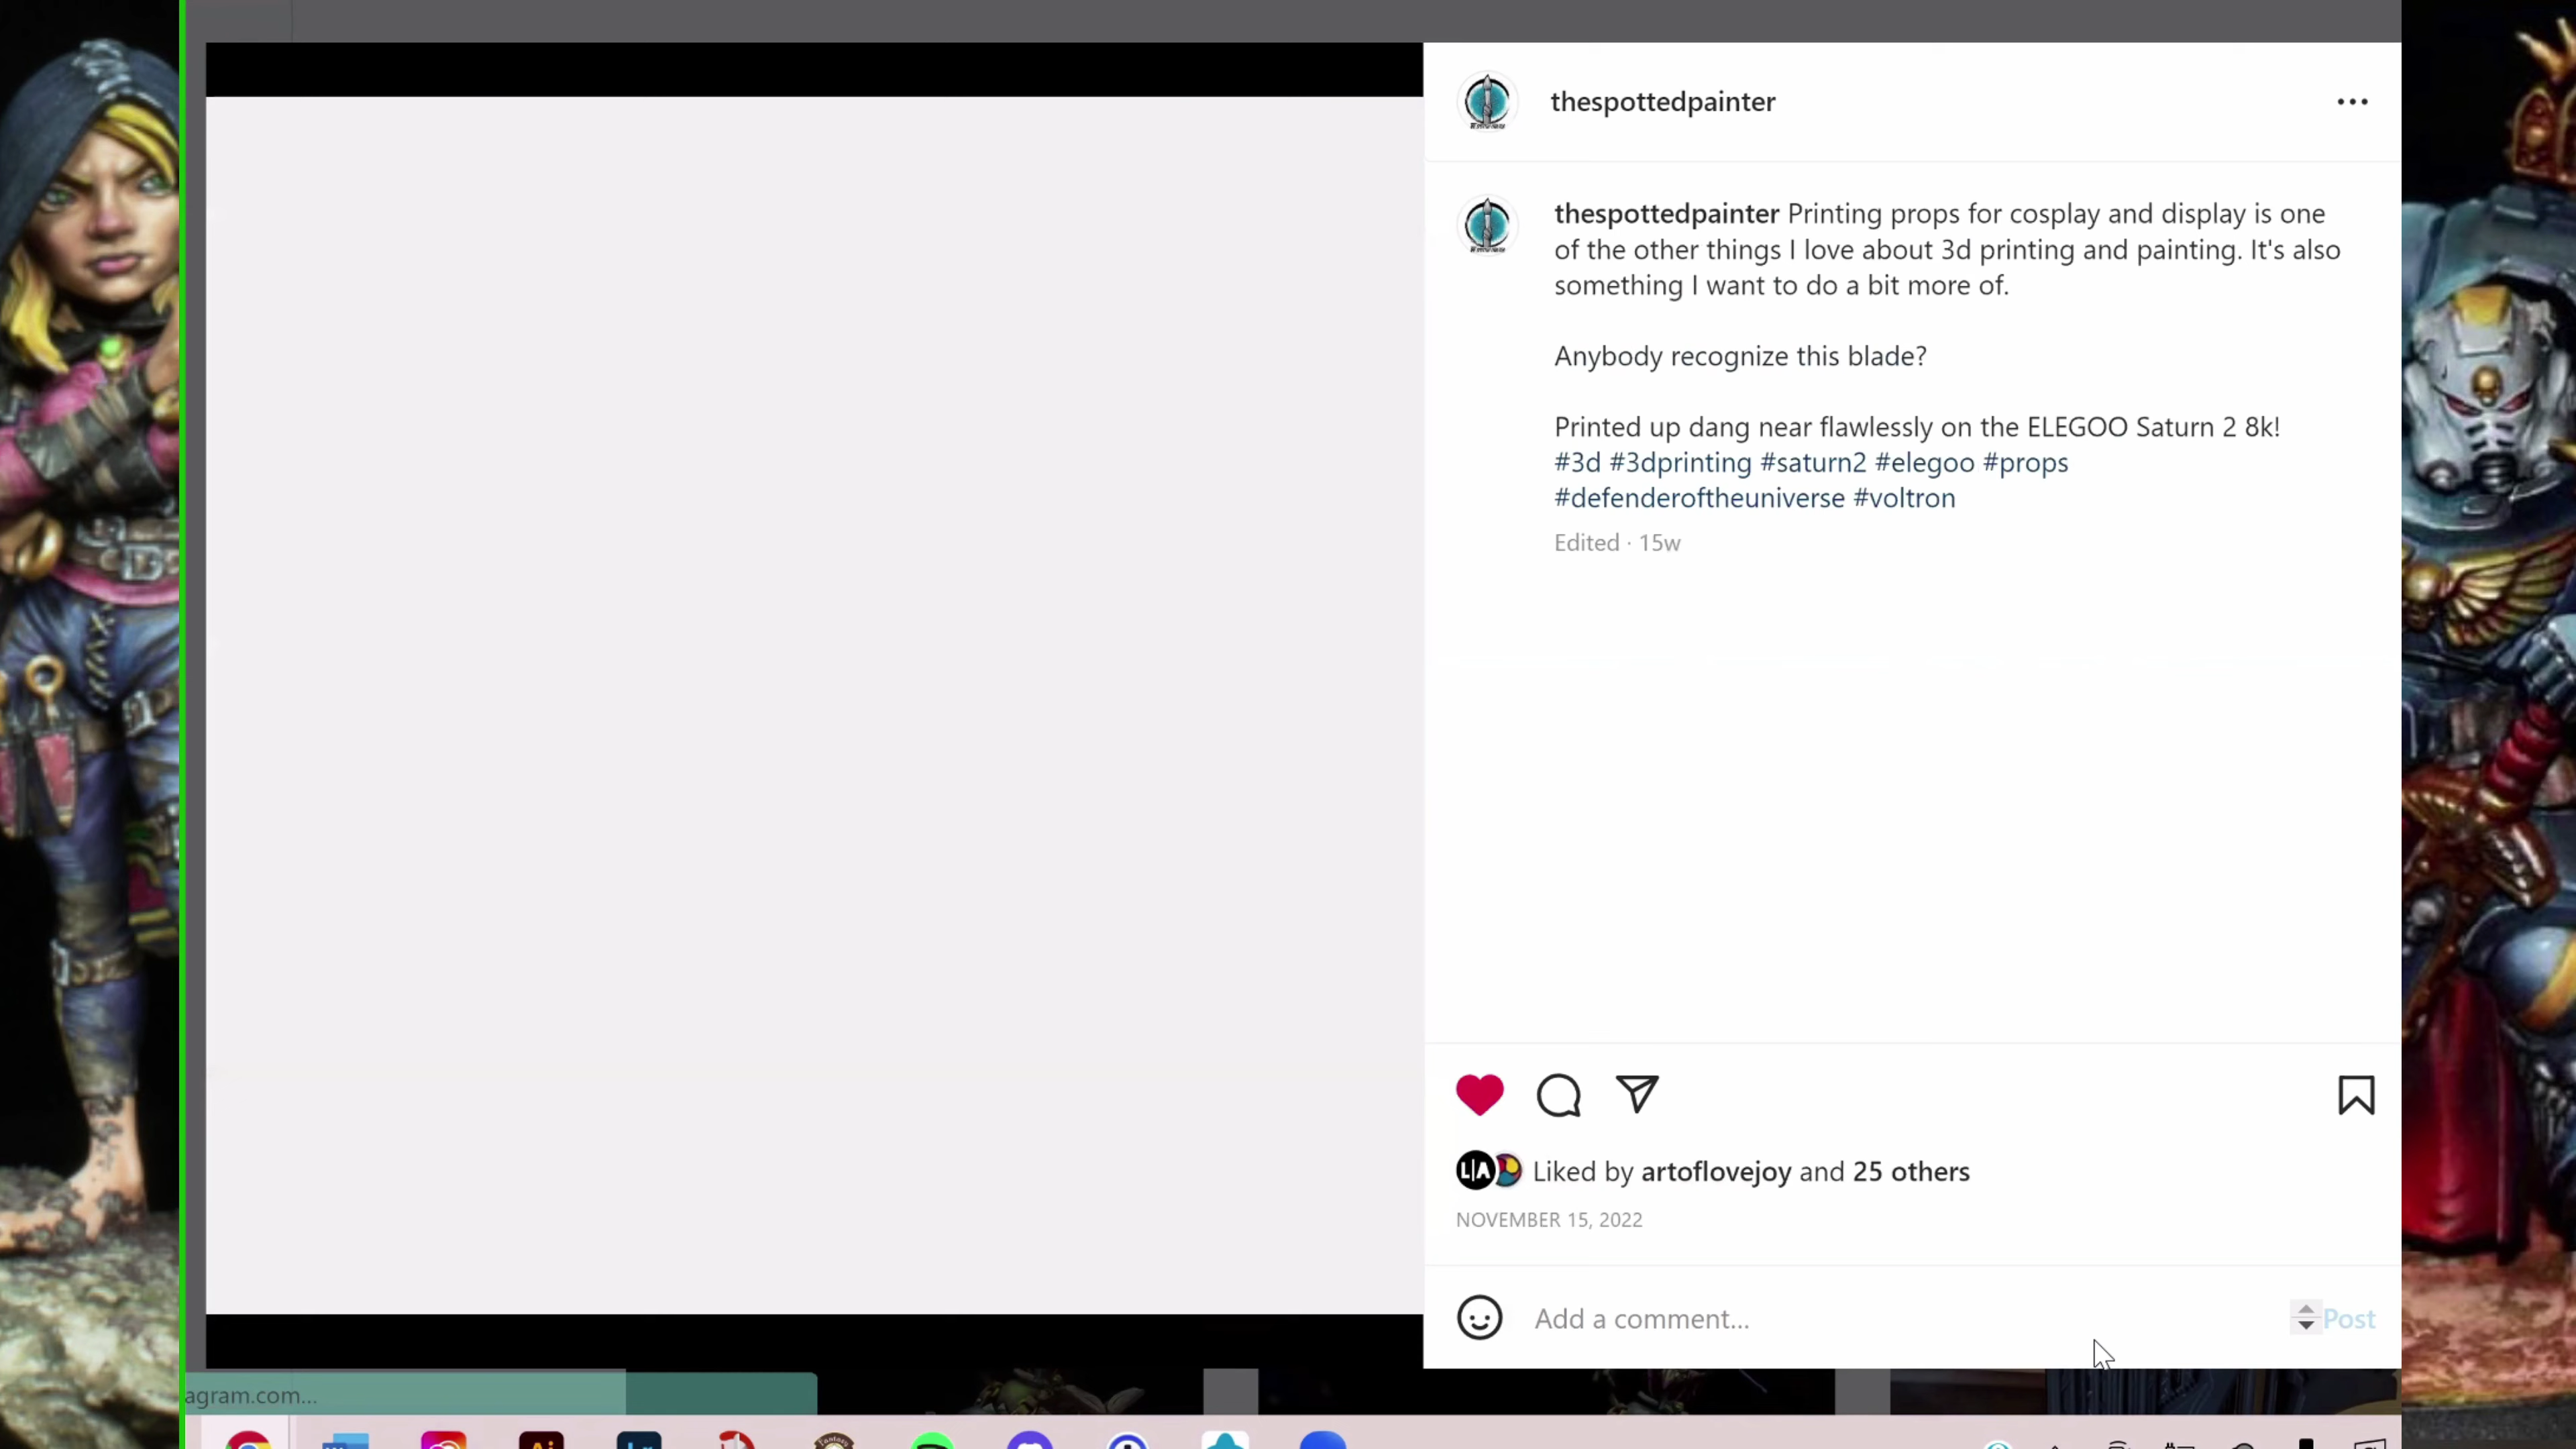 thespottedpainter
thespottedpainter Printing props for cosplay and display is one
of the other things I love about 3d printing and painting. It's also
something I want to do a bit more of.
Anybody recognize this blade?
Printed up dang near flawlessly on the ELEGOO Saturn 2 8k!
#3d #3dprinting #saturn2 #elegoo #props
#defenderoftheuniverse #voltron
Edited · 15w
L|A Liked by artoflovejoy and 25 others
NOVEMBER 15, 2022
Add a comment...
Post
agram.com...